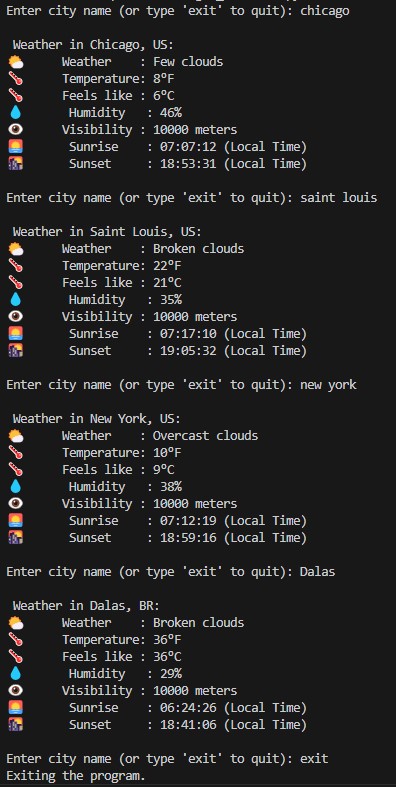 Enter city name (or type 'exit' to quit): chicago
Weather in Chicago, US:
Weather : Few clouds
Temperature: 8°F
Feels like : 6°C
Humidity : 46%
Visibility : 10000 meters
Sunrise : 07:07:12 (Local Time)
Sunset : 18:53:31 (Local Time)
Enter city name (or type 'exit' to quit): saint louis
Weather in Saint Louis, US:
Weather : Broken clouds
Temperature: 22°F
Feels like : 21°C
Humidity : 35%
Visibility : 10000 meters
Sunrise : 07:17:10 (Local Time)
Sunset : 19:05:32 (Local Time)
Enter city name (or type 'exit' to quit): new york
Weather in New York, US:
Weather : Overcast clouds
Temperature: 10°F
Feels like : 9°C
Humidity : 38%
Visibility : 10000 meters
Sunrise : 07:12:19 (Local Time)
Sunset : 18:59:16 (Local Time)
Enter city name (or type 'exit' to quit): Dalas
Weather in Dalas, BR:
Weather : Broken clouds
Temperature: 36°F
Feels like : 36°C
Humidity : 29%
Visibility : 10000 meters
Sunrise : 06:24:26 (Local Time)
Sunset : 18:41:06 (Local Time)
Enter city name (or type 'exit' to quit): exit
Exiting the program.